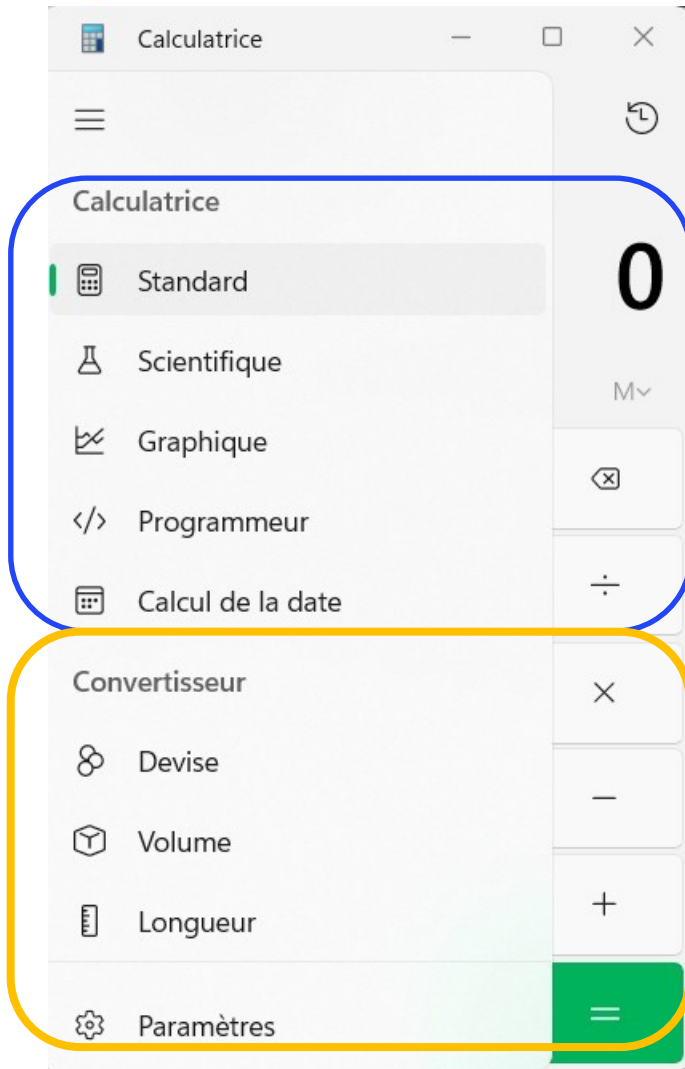 Calculatrice
Calculatrice
0
Standard
Scientifique
M
Graphique
Programmeur
Calcul de la date
÷
Convertisseur
×
Devise
−
Volume
Longueur
+
Paramètres
=